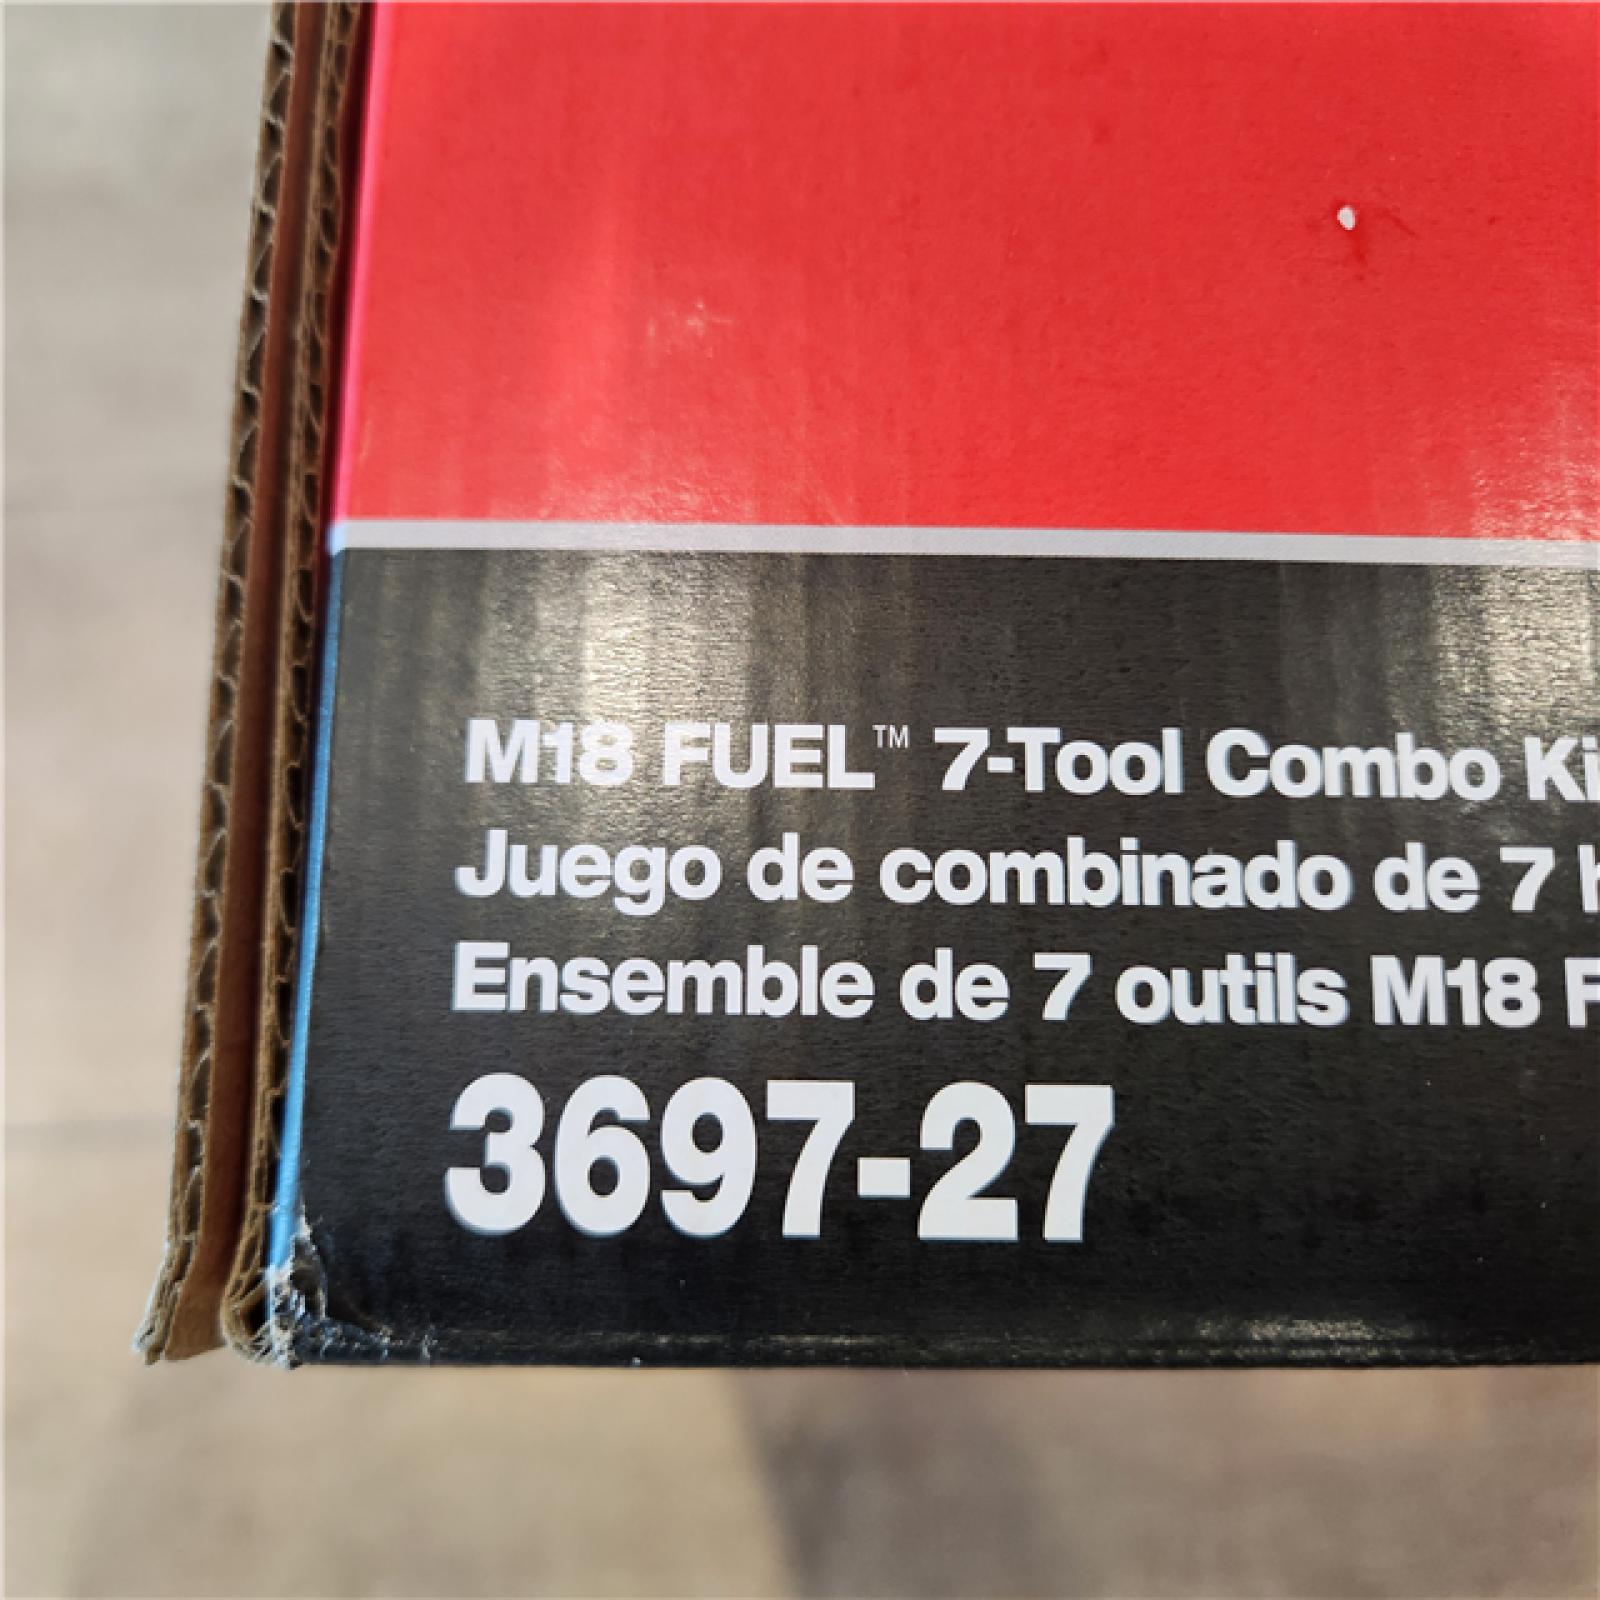 M18 FUEL™ 7-Tool Combo Ki
Juego de combinado de 7 h
Ensemble de 7 outils M18 F
3697-27